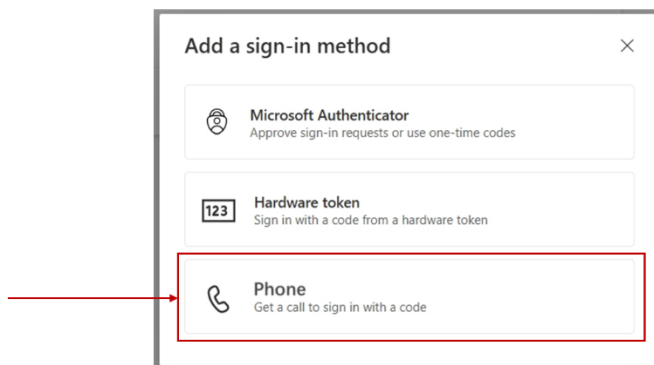 Add a sign-in method
Microsoft Authenticator
Approve sign-in requests or use one-time codes
123
Hardware token
Sign in with a code from a hardware token
Phone
Get a call to sign in with a code